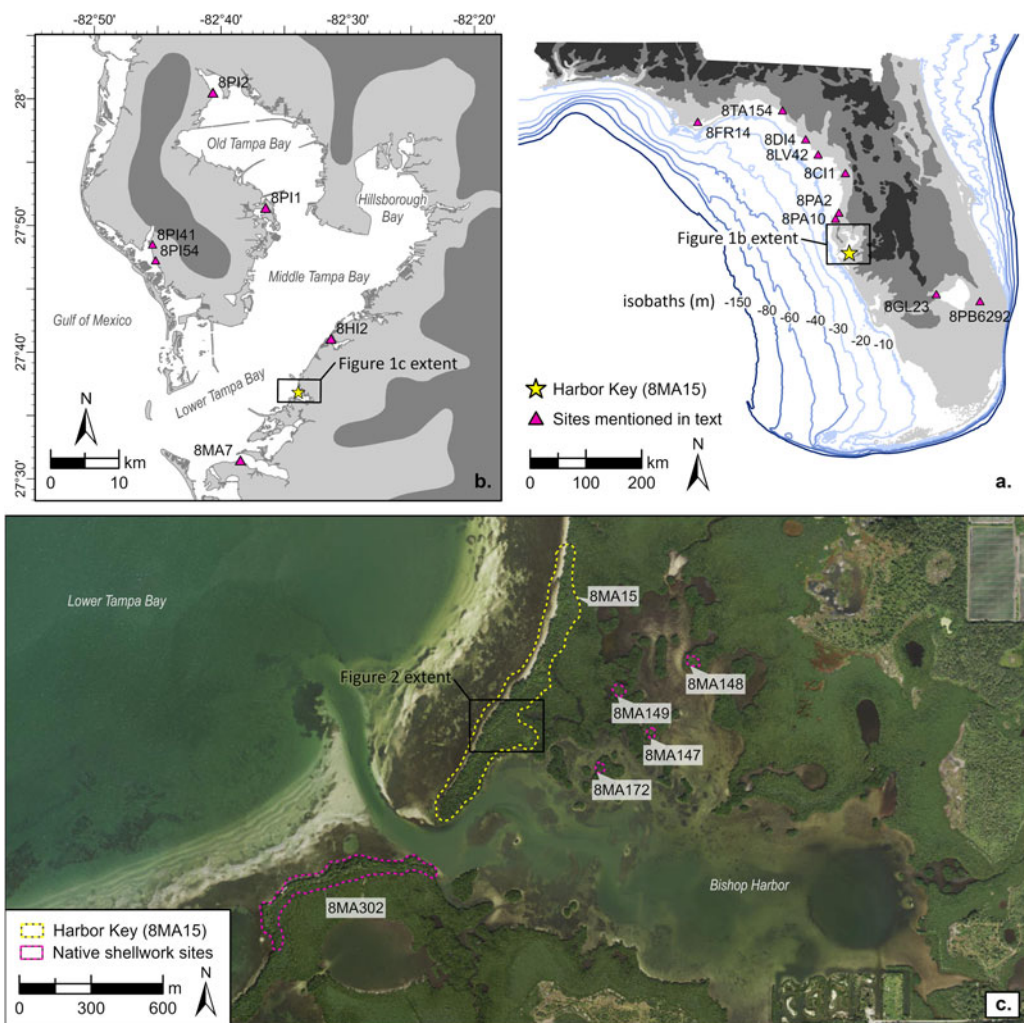 -82°50'
-82°40'
-82°30'
-82°20'
28°
27°50'
27°40'
27°30'
8PI2
Old Tampa Bay
Hillsborough
Bay
8PI1
8PI41
8PI54
Middle Tampa Bay
Gulf of Mexico
8HI2
Figure 1c extent
Lower Tampa Bay
N
8MA7
km
0 10
b.
8TA154
8FR14
8DI4
8LV42
8CI1
8PA2
8PA10
Figure 1b extent
8GL23
8PB6292
isobaths (m)
-150
-80
-60
-40
-30
-20
-10
Harbor Key (8MA15)
Sites mentioned in text
N
km
0 100 200
a.
Lower Tampa Bay
8MA15
Figure 2 extent
8MA148
8MA149
8MA147
8MA172
Bishop Harbor
8MA302
Harbor Key (8MA15)
Native shellwork sites
N
m
0 300 600
c.